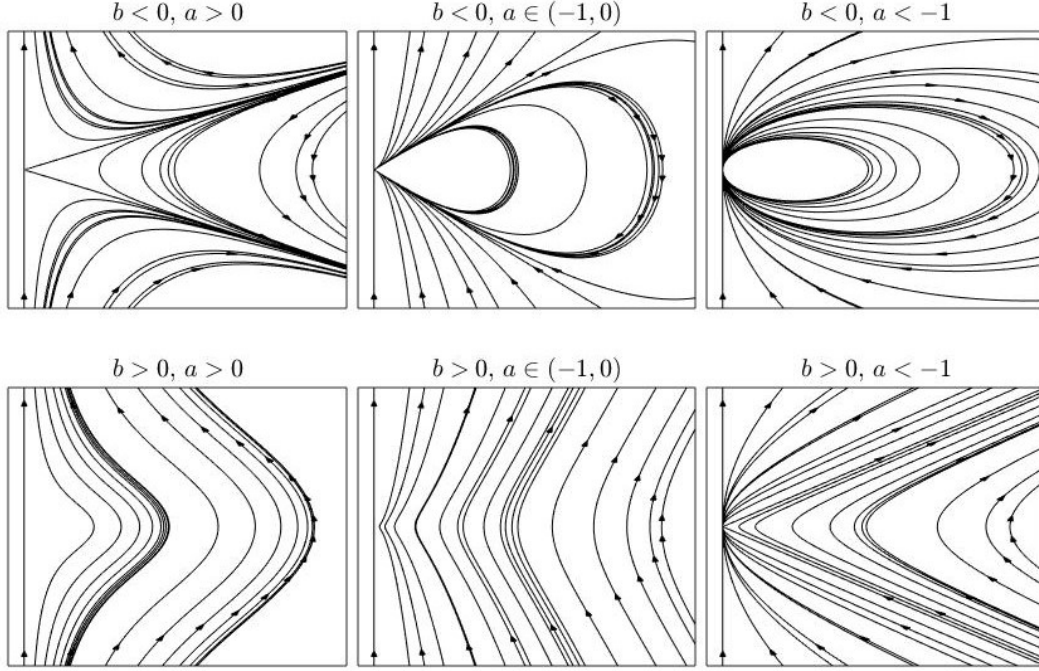 b < 0, a > 0
b < 0, a ∈ (−1, 0)
b < 0, a < −1
b > 0, a > 0
b > 0, a ∈ (−1, 0)
b > 0, a < −1